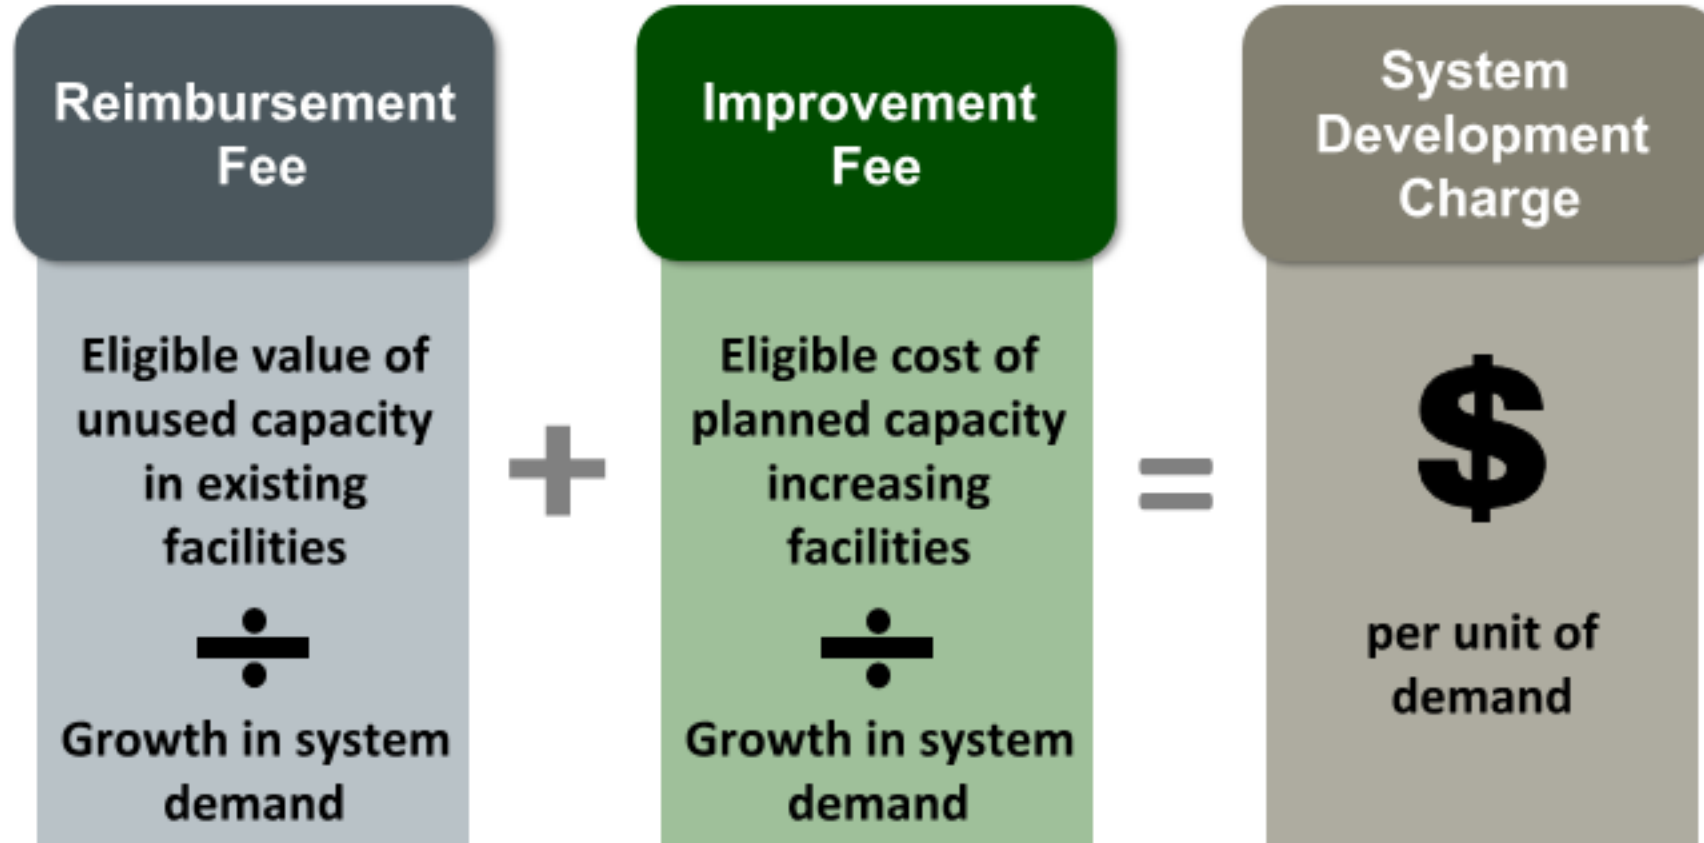 Reimbursement
Fee
Eligible value of
unused capacity
in existing
facilities
÷
Growth in system
demand
+
Improvement
Fee
Eligible cost of
planned capacity
increasing
facilities
÷
Growth in system
demand
=
System
Development
Charge
$
per unit of
demand